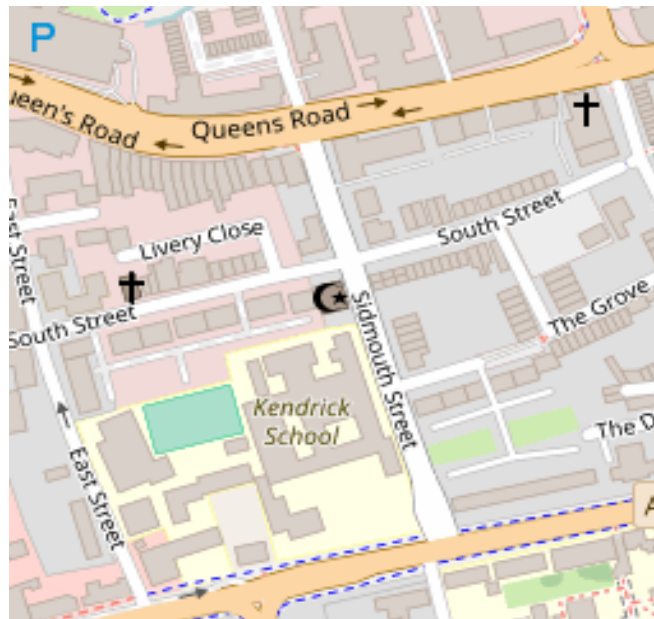 P
ueen's Road
Queens Road
South Street
Livery Close
East Street
South Street
Sidmouth Street
The Grove
Kendrick
School
The D
East Street
A